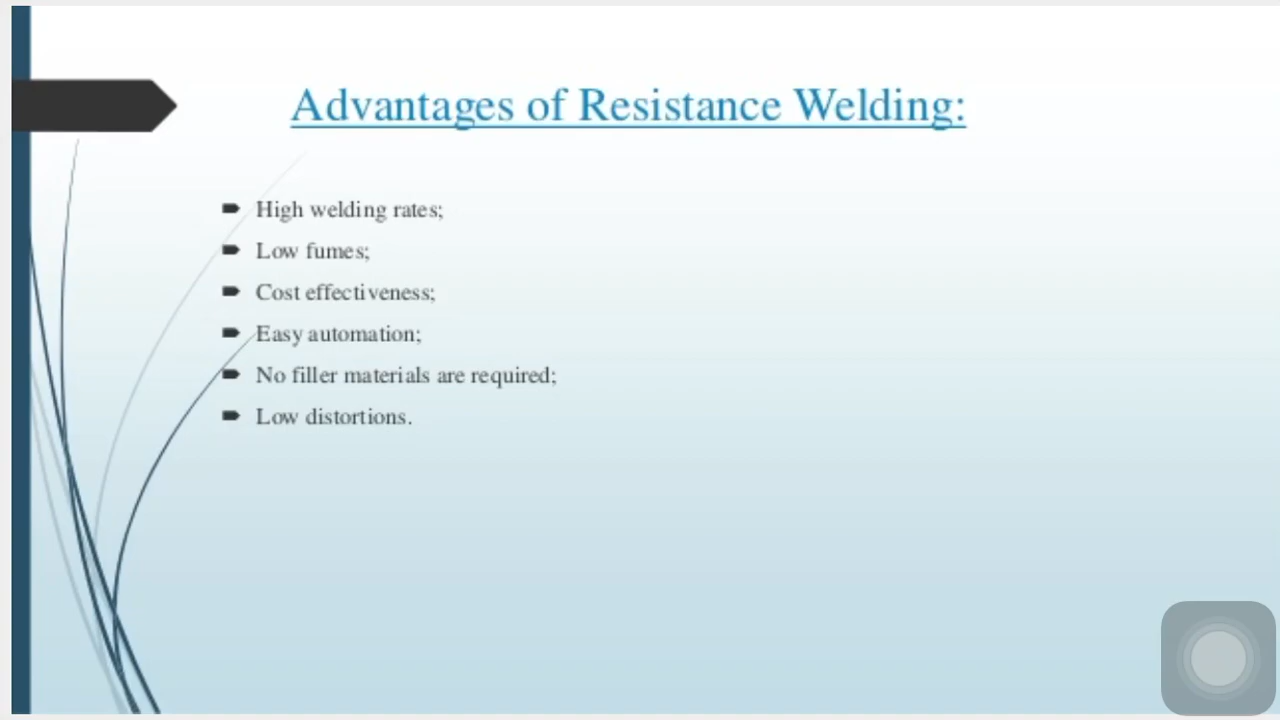 Advantages of Resistance Welding:
High welding rates;
Low fumes;
Cost effectiveness;
Easy automation;
No filler materials are required;
Low distortions.